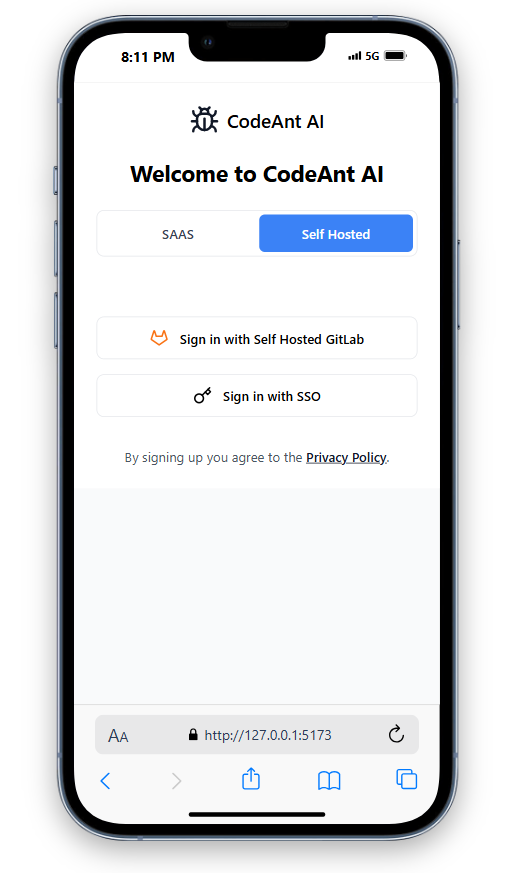 8:11 PM 5G
CodeAnt AI
Welcome to CodeAnt AI
SAAS Self Hosted
Sign in with Self Hosted GitLab
Sign in with SSO
By signing up you agree to the Privacy Policy.
AA http://127.0.0.1:5173